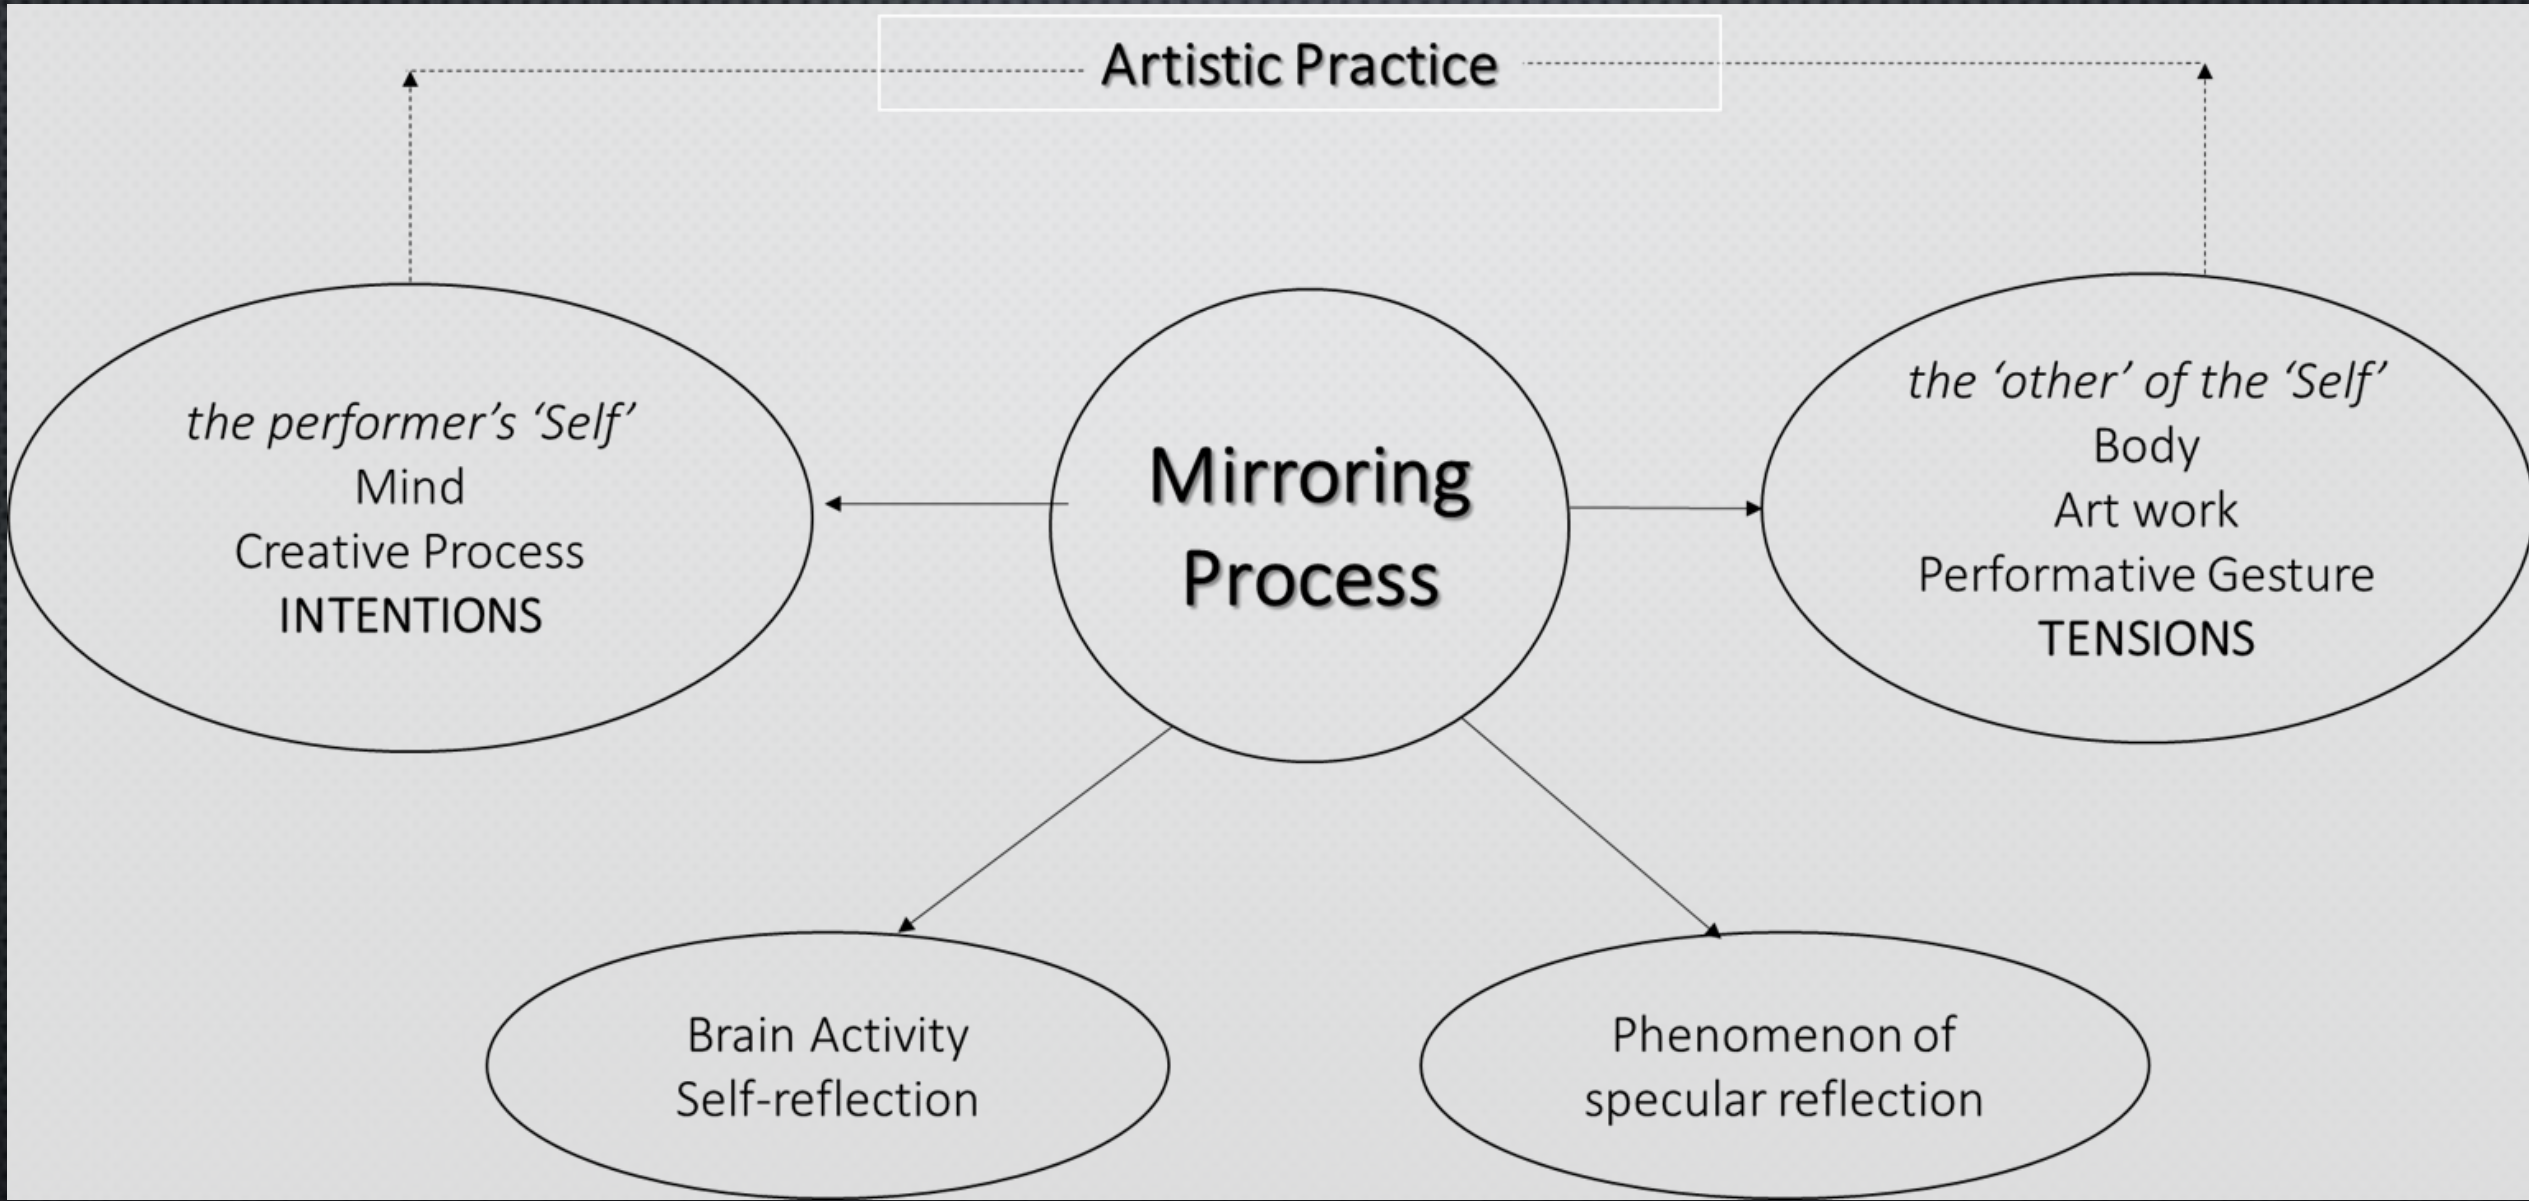 Artistic Practice
the performer’s ‘Self’
Mind
Creative Process
INTENTIONS
Mirroring
Process
the ‘other’ of the ‘Self’
Body
Art work
Performative Gesture
TENSIONS
Brain Activity
Self-reflection
Phenomenon of
specular reflection